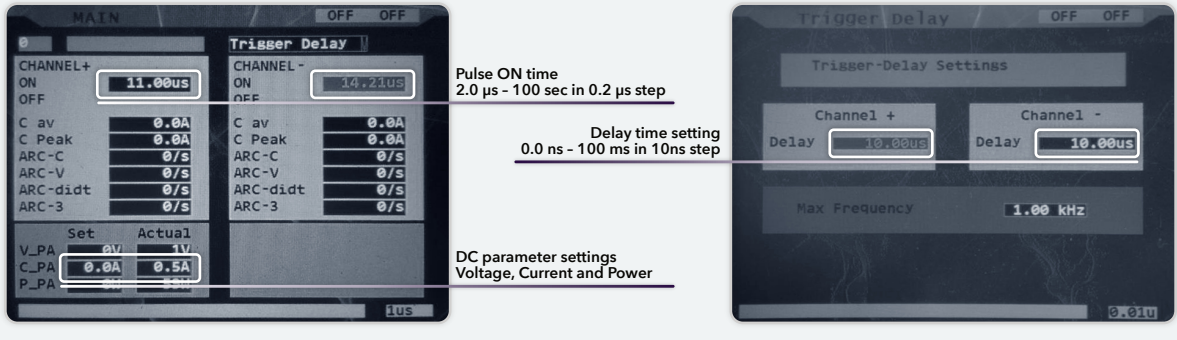 MAIN
OFF OFF
0
Trigger Delay
CHANNEL+
ON 11.00us
OFF
C av 0.0A
C Peak 0.0A
ARC-C 0/s
ARC-V 0/s
ARC-didt 0/s
ARC-3 0/s
CHANNEL-
ON 14.21us
OFF
C av 0.0A
C Peak 0.0A
ARC-C 0/s
ARC-V 0/s
ARC-didt 0/s
ARC-3 0/s
Set Actual
V_PA 0V 1V
C_PA 0.0A 0.5A
P_PA
1us
Pulse ON time
2.0 µs – 100 sec in 0.2 µs step
Delay time setting
0.0 ns – 100 ms in 10ns step
DC parameter settings
Voltage, Current and Power
Trigger Delay
OFF OFF
Trigger-Delay Settings
Channel +
Delay 10.00us
Channel -
Delay 10.00us
Max Frequency 1.00 kHz
0.01u